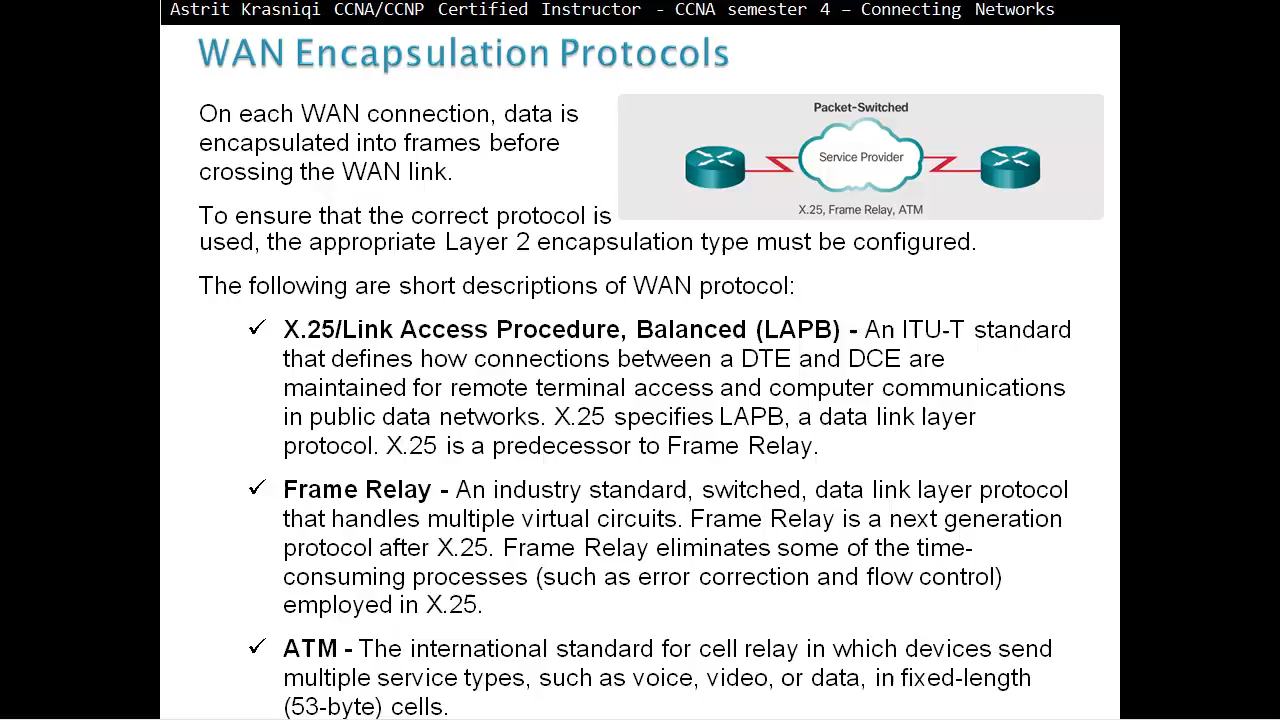 Astrit Krasniqi CCNA/CCNP Certified Instructor - CCNA semester 4 – Connecting Networks
WAN Encapsulation Protocols
On each WAN connection, data is
encapsulated into frames before
crossing the WAN link.
Packet-Switched
Service Provider
X.25, Frame Relay, ATM
To ensure that the correct protocol is
used, the appropriate Layer 2 encapsulation type must be configured.
The following are short descriptions of WAN protocol:
✓ X.25/Link Access Procedure, Balanced (LAPB) - An ITU-T standard
that defines how connections between a DTE and DCE are
maintained for remote terminal access and computer communications
in public data networks. X.25 specifies LAPB, a data link layer
protocol. X.25 is a predecessor to Frame Relay.
✓ Frame Relay - An industry standard, switched, data link layer protocol
that handles multiple virtual circuits. Frame Relay is a next generation
protocol after X.25. Frame Relay eliminates some of the time-
consuming processes (such as error correction and flow control)
employed in X.25.
✓ ATM - The international standard for cell relay in which devices send
multiple service types, such as voice, video, or data, in fixed-length
(53-byte) cells.